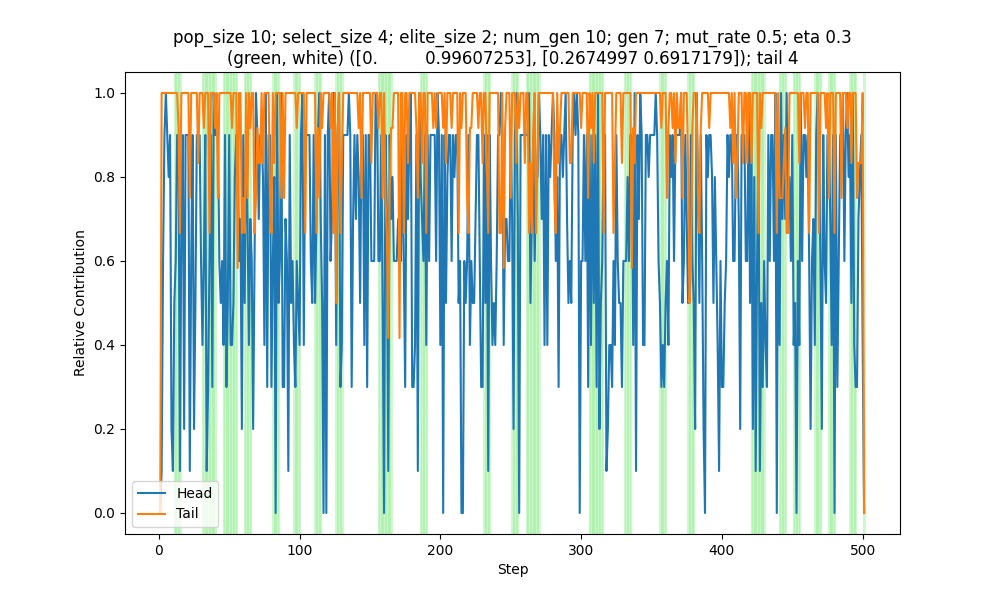 pop_size 10; select_size 4; elite_size 2; num_gen 10; gen 7; mut_rate 0.5; eta 0.3
(green, white) ([0.         0.99607253], [0.2674997 0.6917179]); tail 4
Relative Contribution
1.0
0.8
0.6
0.4
0.2
0.0
Head
Tail
0
100
200
300
400
500
Step